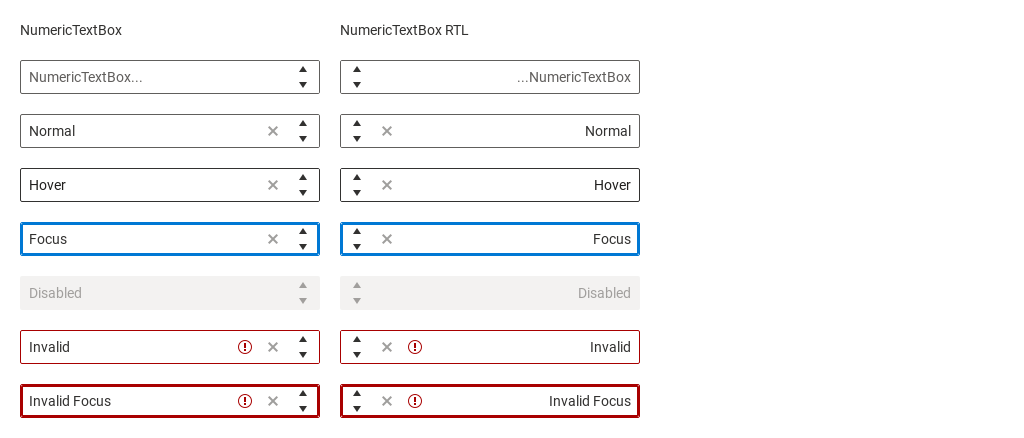 NumericTextBox NumericTextBox RTL
NumericTextBox... ...NumericTextBox
Normal Normal
Hover Hover
Focus Focus
Disabled Disabled
Invalid Invalid
Invalid Focus Invalid Focus